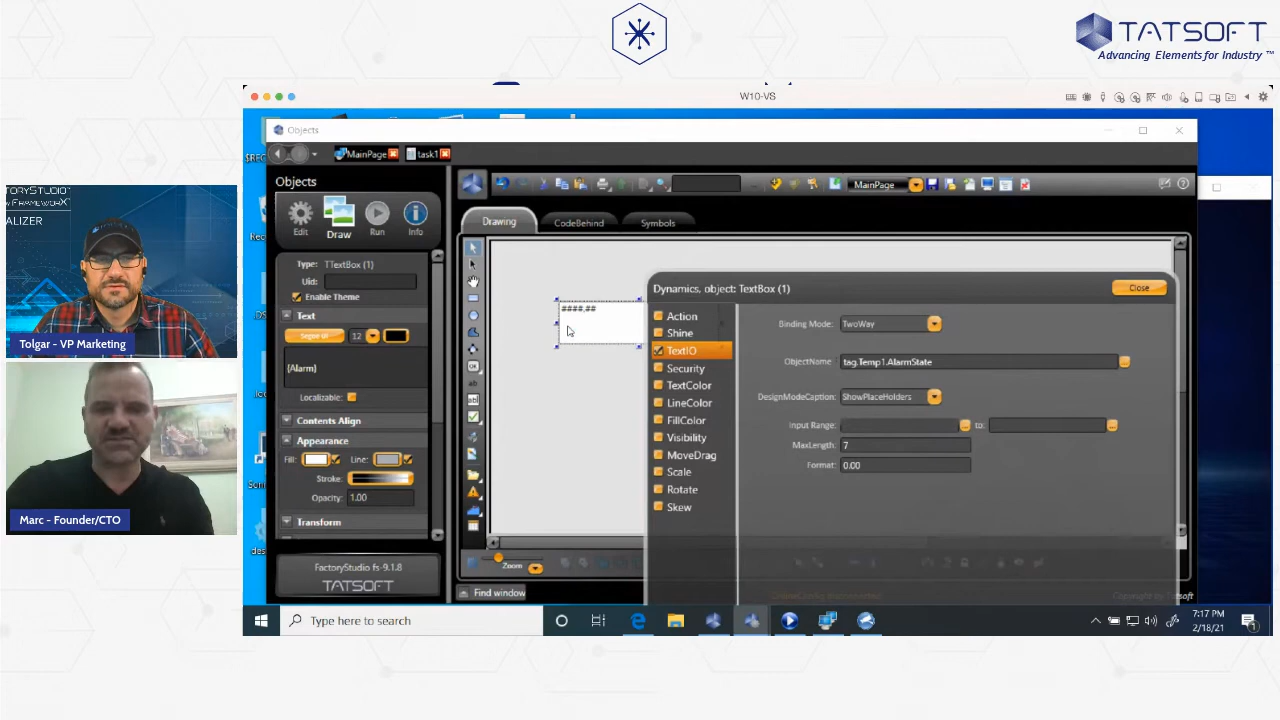 TATSOFT
Advancing Elements for Industry ™
W10-VS
Objects
MainPage
task1
Objects
Edit
Draw
Run
Info
MainPage
Drawing
CodeBehind
Symbols
Type: TTextBox (1)
Uid:
Enable Theme
Text
Segoe UI
12
{Alarm}
Localizable:
Contents Align
Appearance
Fill:
Line:
Stroke:
Opacity: 1.00
Transform
FactoryStudio fs-9.1.8
TATSOFT
####.##
Dynamics, object: TextBox (1)
Close
Action
Shine
TextIO
Security
TextColor
LineColor
FillColor
Visibility
MoveDrag
Scale
Rotate
Skew
Binding Mode: TwoWay
ObjectName tag.Temp1.AlarmState
DesignModeCaption: ShowPlaceHolders
Input Range:
to:
MaxLength: 7
Format: 0.00
Zoom
Find window
Type here to search
7:17 PM
2/18/21
ALIZER
Tolgar - VP Marketing
Marc - Founder/CTO